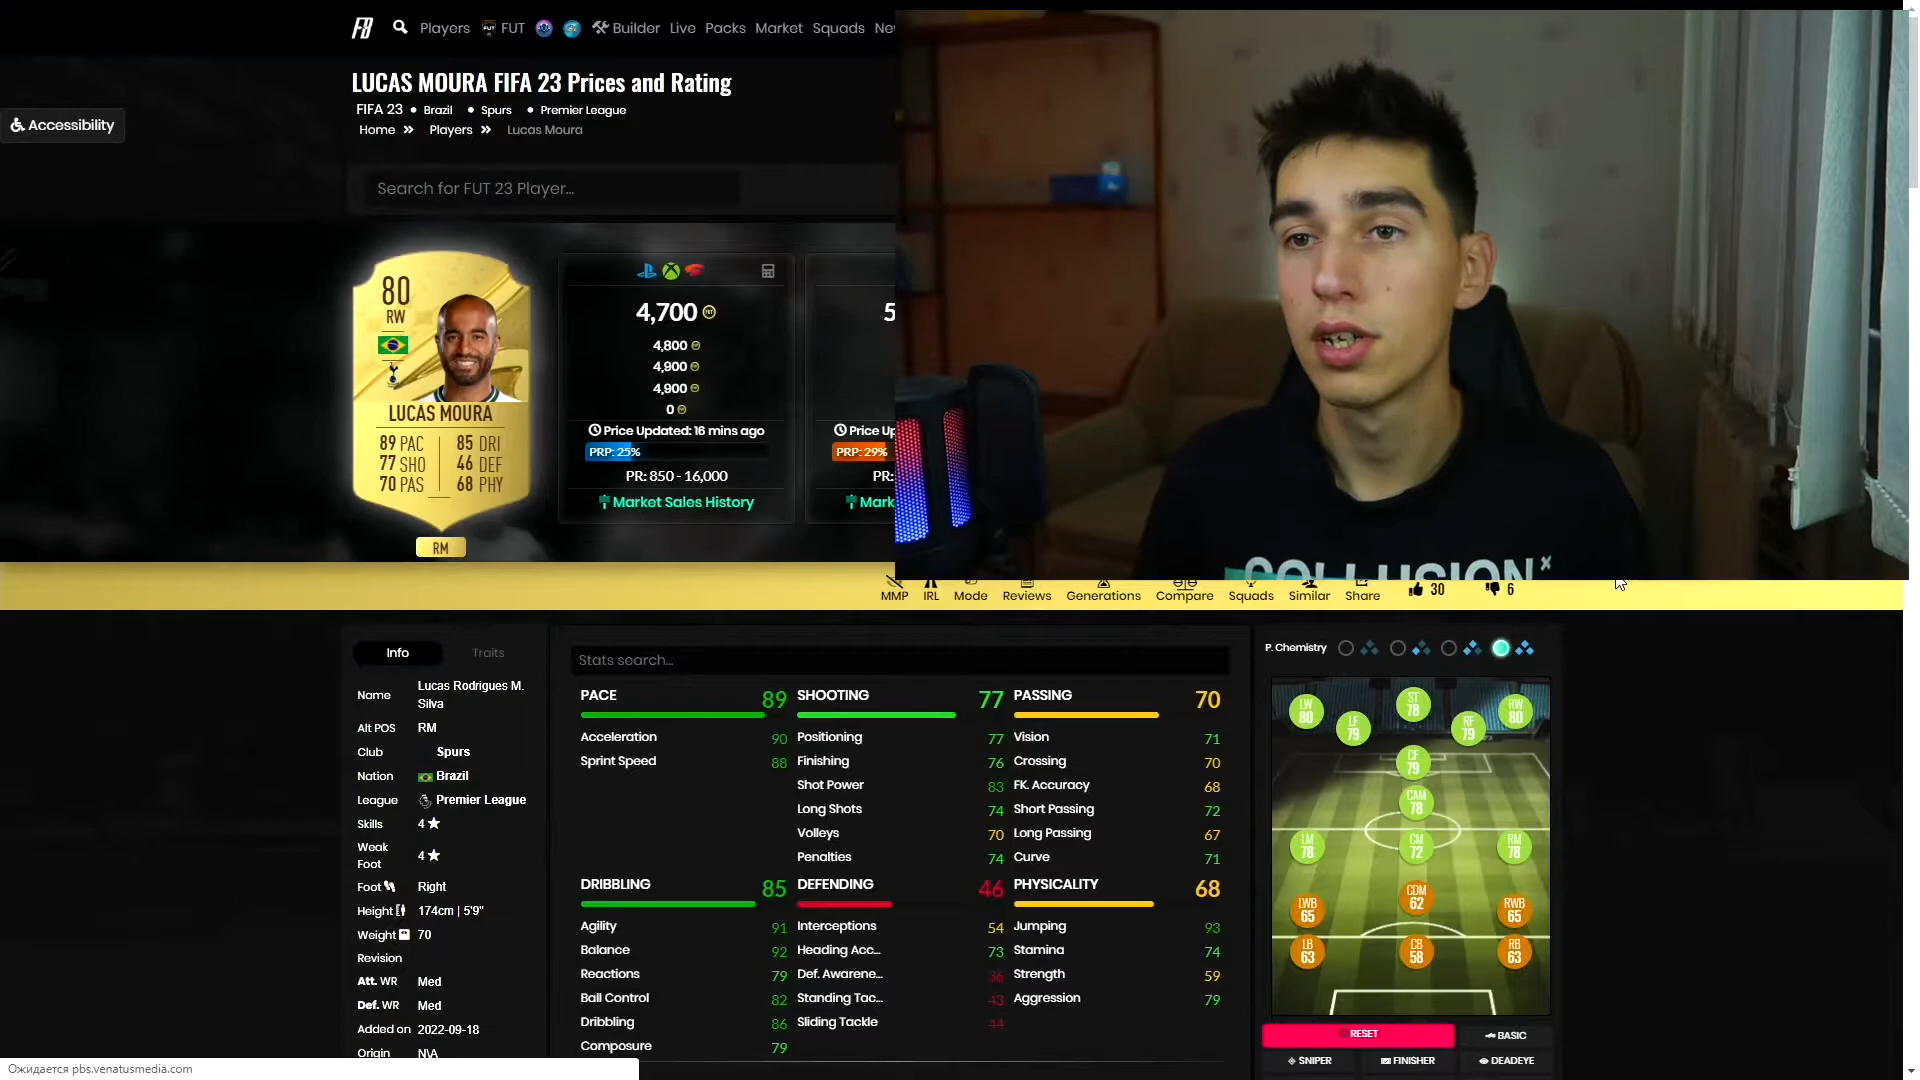 Players FUT Builder Live Packs Market Squads
LUCAS MOURA FIFA 23 Prices and Rating
FIFA 23 • Brazil • Spurs • Premier League
Accessibility
Home » Players » Lucas Moura
Search for FUT 23 Player...
80
RW
LUCAS MOURA
89 PAC 85 DRI
77 SHO 46 DEF
70 PAS 68 PHY
RM
4,700
4,800
4,900
4,900
0
Price Updated: 16 mins ago
PRP: 25%
PR: 850 - 16,000
Market Sales History
5
PRP: 29%
PR:
COLLUSION x
MMP IRL Mode Reviews Generations Compare Squads Similar Share 30 6
Info Traits
Name Lucas Rodrigues M. Silva
Alt POS RM
Club Spurs
Nation Brazil
League Premier League
Skills 4
Weak Foot 4
Foot Right
Height 174cm | 5'9"
Weight 70
Revision
Att. WR Med
Def. WR Med
Added on 2022-09-18
Origin N\A
Stats search...
PACE 89
Acceleration 90
Sprint Speed 88
SHOOTING 77
Positioning 77
Finishing 76
Shot Power 83
Long Shots 74
Volleys 70
Penalties 74
PASSING 70
Vision 71
Crossing 70
FK. Accuracy 68
Short Passing 72
Long Passing 67
Curve 71
DRIBBLING 85
Agility 91
Balance 92
Reactions 79
Ball Control 82
Dribbling 86
Composure 79
DEFENDING 46
Interceptions 54
Heading Acc... 73
Def. Awarene... 36
Standing Tac... 43
Sliding Tackle 44
PHYSICALITY 68
Jumping 93
Stamina 74
Strength 59
Aggression 79
P. Chemistry
LW 80
ST 78
RW 80
LF 79
RF 79
CF 79
CAM 78
LM 78
CM 72
RM 78
LWB 65
CDM 62
RWB 65
LB 63
CB 58
RB 63
RESET BASIC
SNIPER FINISHER DEADEYE
Ожидается pbs.venatusmedia.com